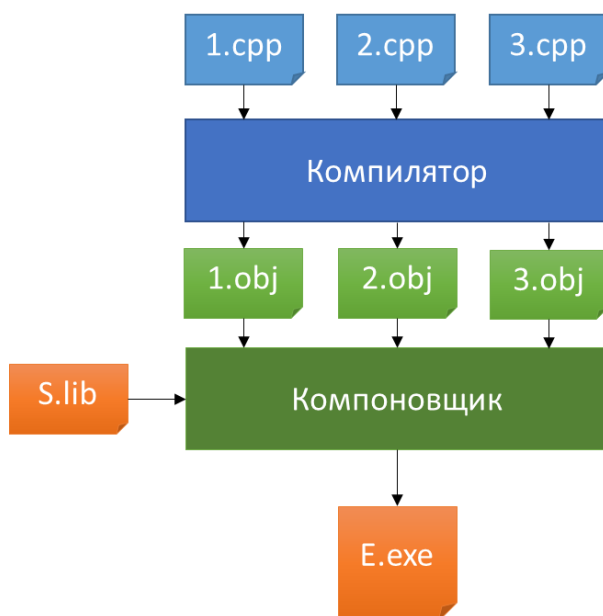 1.cpp
2.cpp
3.cpp
Компилятор
1.obj
2.obj
3.obj
S.lib
Компоновщик
E.exe